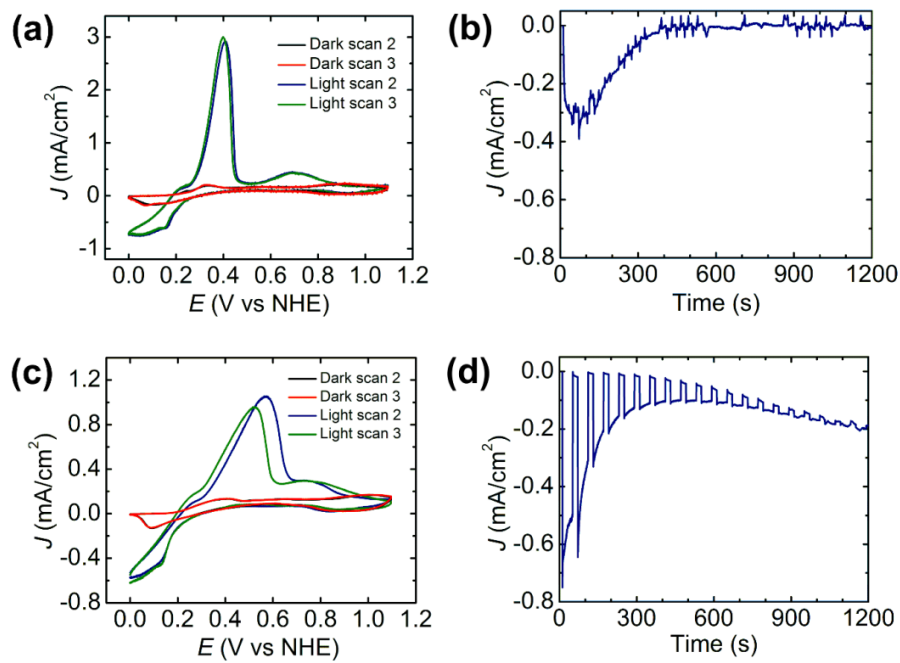 (a)
3
2
1
0
-1
J (mA/cm²)
Dark scan 2
Dark scan 3
Light scan 2
Light scan 3
0.0 0.2 0.4 0.6 0.8 1.0 1.2
E (V vs NHE)
(b)
0.0
-0.2
-0.4
-0.6
-0.8
J (mA/cm²)
0 300 600 900 1200
Time (s)
(c)
1.2
0.8
0.4
0.0
-0.4
-0.8
J (mA/cm²)
Dark scan 2
Dark scan 3
Light scan 2
Light scan 3
0.0 0.2 0.4 0.6 0.8 1.0 1.2
E (V vs NHE)
(d)
0.0
-0.2
-0.4
-0.6
-0.8
J (mA/cm²)
0 300 600 900 1200
Time (s)